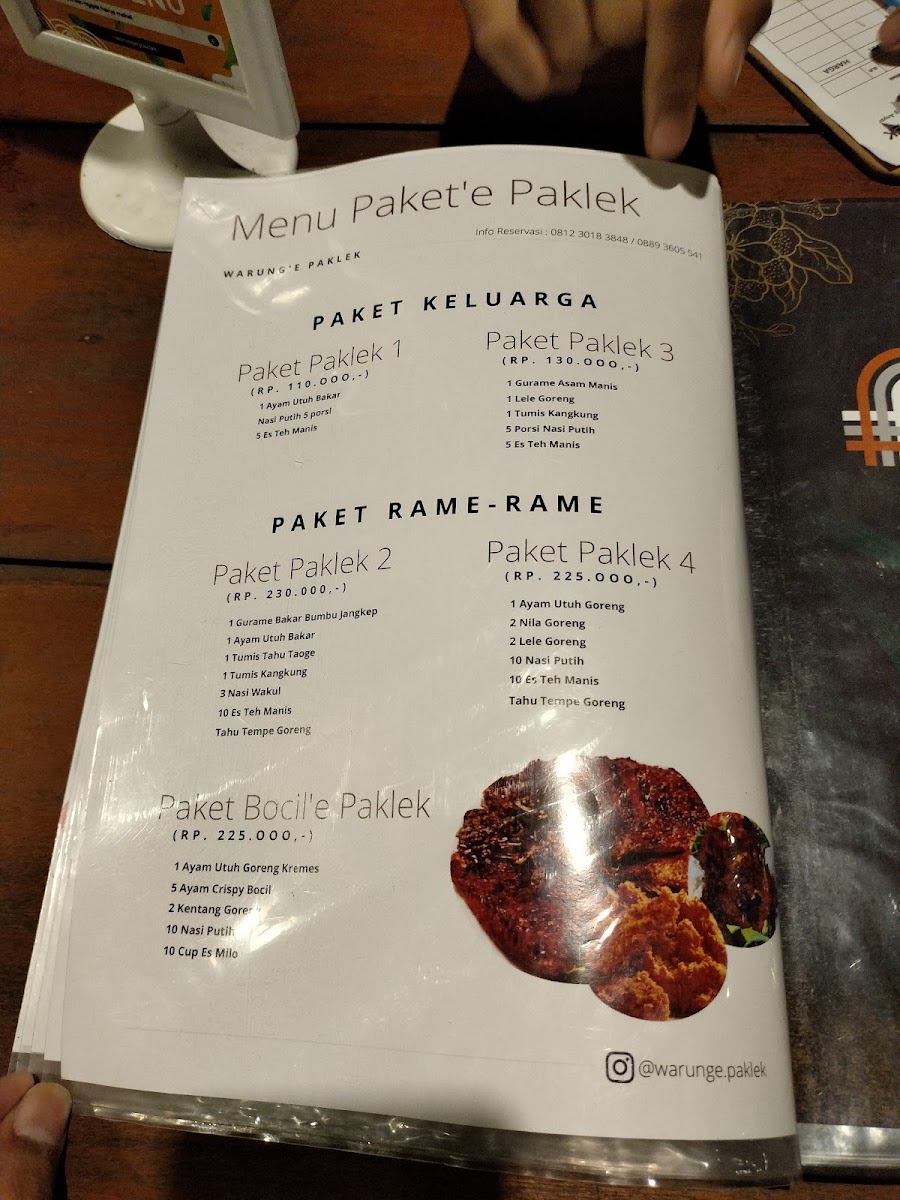 MENU
Menu Paket'e Paklek
Info Reservasi : 0812 3018 3848 / 0889 3605 541
WARUNG'E PAKLEK
PAKET KELUARGA
Paket Paklek 1
(RP. 110.000,-)
1 Ayam Utuh Bakar
Nasi Putih 5 porsi
5 Es Teh Manis
Paket Paklek 3
(RP. 130.000,-)
1 Gurame Asam Manis
1 Lele Goreng
1 Tumis Kangkung
5 Porsi Nasi Putih
5 Es Teh Manis
PAKET RAME-RAME
Paket Paklek 2
(RP. 230.000,-)
1 Gurame Bakar Bumbu Jangkep
1 Ayam Utuh Bakar
1 Tumis Tahu Taoge
1 Tumis Kangkung
3 Nasi Wakul
10 Es Teh Manis
Tahu Tempe Goreng
Paket Paklek 4
(RP. 225.000,-)
1 Ayam Utuh Goreng
2 Nila Goreng
2 Lele Goreng
10 Nasi Putih
10 Es Teh Manis
Tahu Tempe Goreng
Paket Bocil'e Paklek
(RP. 225.000,-)
1 Ayam Utuh Goreng Kremes
5 Ayam Crispy Bocil
2 Kentang Goreng
10 Nasi Putih
10 Cup Es Milo
@warunge.paklek
HARGA